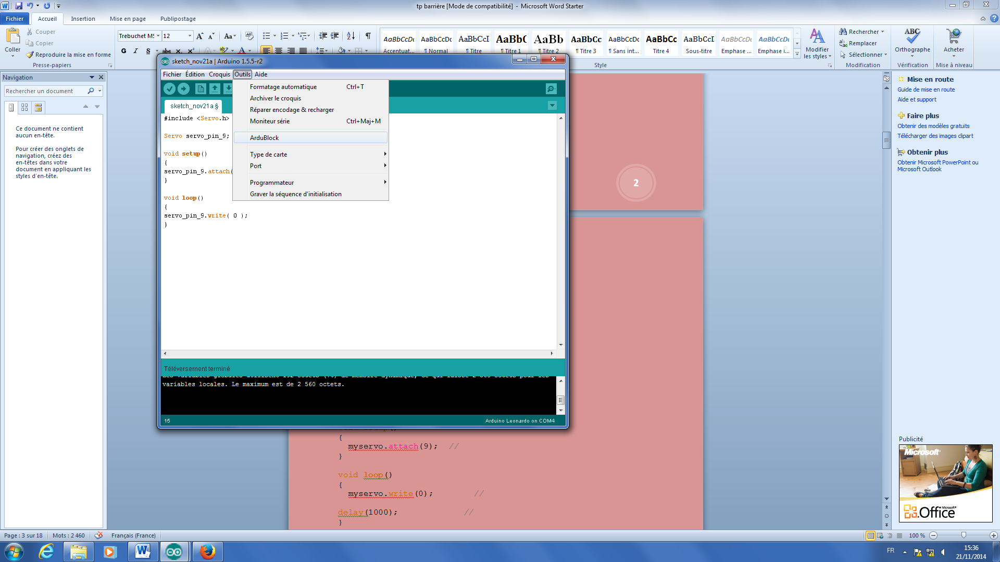 tp barrière [Mode de compatibilité] - Microsoft Word Starter
Fichier Accueil Insertion Mise en page Publipostage
Coller
Couper
Copier
Reproduire la mise en forme
Presse-papiers
Trebuchet MS 12
G I S abc
AaBbCcDc AaBbCcDc AaBbCcI AaBbC AaBb AaBbCc AaBbCcDc AaBbCc AaBbCcI AaBbCcDc AaBbCcDc
Accentuat... ¶ Normal ¶ Titre ¶ Titre 1 ¶ Titre 2 ¶ Titre 3 ¶ Sans int... Titre 4 Sous-titre Emphase ... Emphase i...
Style
Modifier
les styles
Rechercher
Remplacer
Sélectionner
Modification
Orthographe
Vérification
Acheter
Mise à niveau
Navigation
Rechercher un document
Ce document ne contient
aucun en-tête.
Pour créer des onglets de
navigation, créez des
en-têtes dans votre
document en appliquant les
styles d'en-tête.
sketch_nov21a | Arduino 1.5.5-r2
Fichier Édition Croquis Outils Aide
Formatage automatique Ctrl+T
Archiver le croquis
Réparer encodage & recharger
Moniteur série Ctrl+Maj+M
ArduBlock
Type de carte
Port
Programmateur
Graver la séquence d'initialisation
sketch_nov21a §
#include <Servo.h>
Servo servo_pin_9;
void setup()
{
servo_pin_9.attach(
}
void loop()
{
servo_pin_9.write( 0 );
}
Téléversement terminé
variables locales. Le maximum est de 2 560 octets.
15 Arduino Leonardo on COM4
2
{
myservo.attach(9); //
}
void loop()
{
myservo.write(0); //
delay(1000); //
}
Mise en route
Guide de mise en route
Aide et support
Faire plus
Obtenir des modèles gratuits
Télécharger des images clipart
Obtenir plus
Obtenir Microsoft PowerPoint ou
Microsoft Outlook
Publicité
Microsoft
Microsoft
Office
Page : 3 sur 18 Mots : 2 460 Français (France) 100 %
FR 15:36
21/11/2014